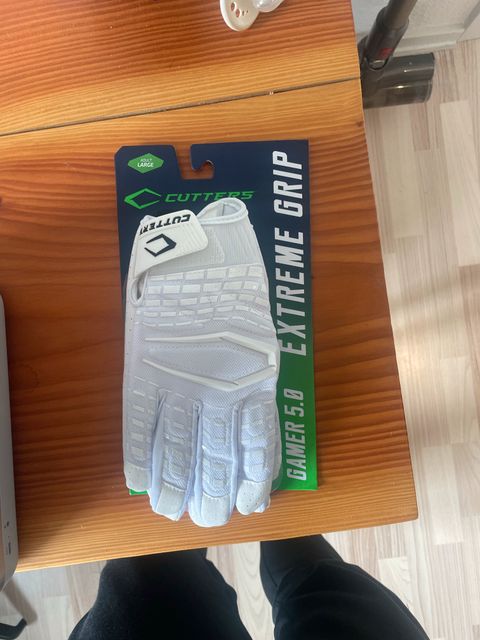 ADULT
LARGE
CUTTERS
CUTTERS
EXTREME GRIP
GAMER 5.0